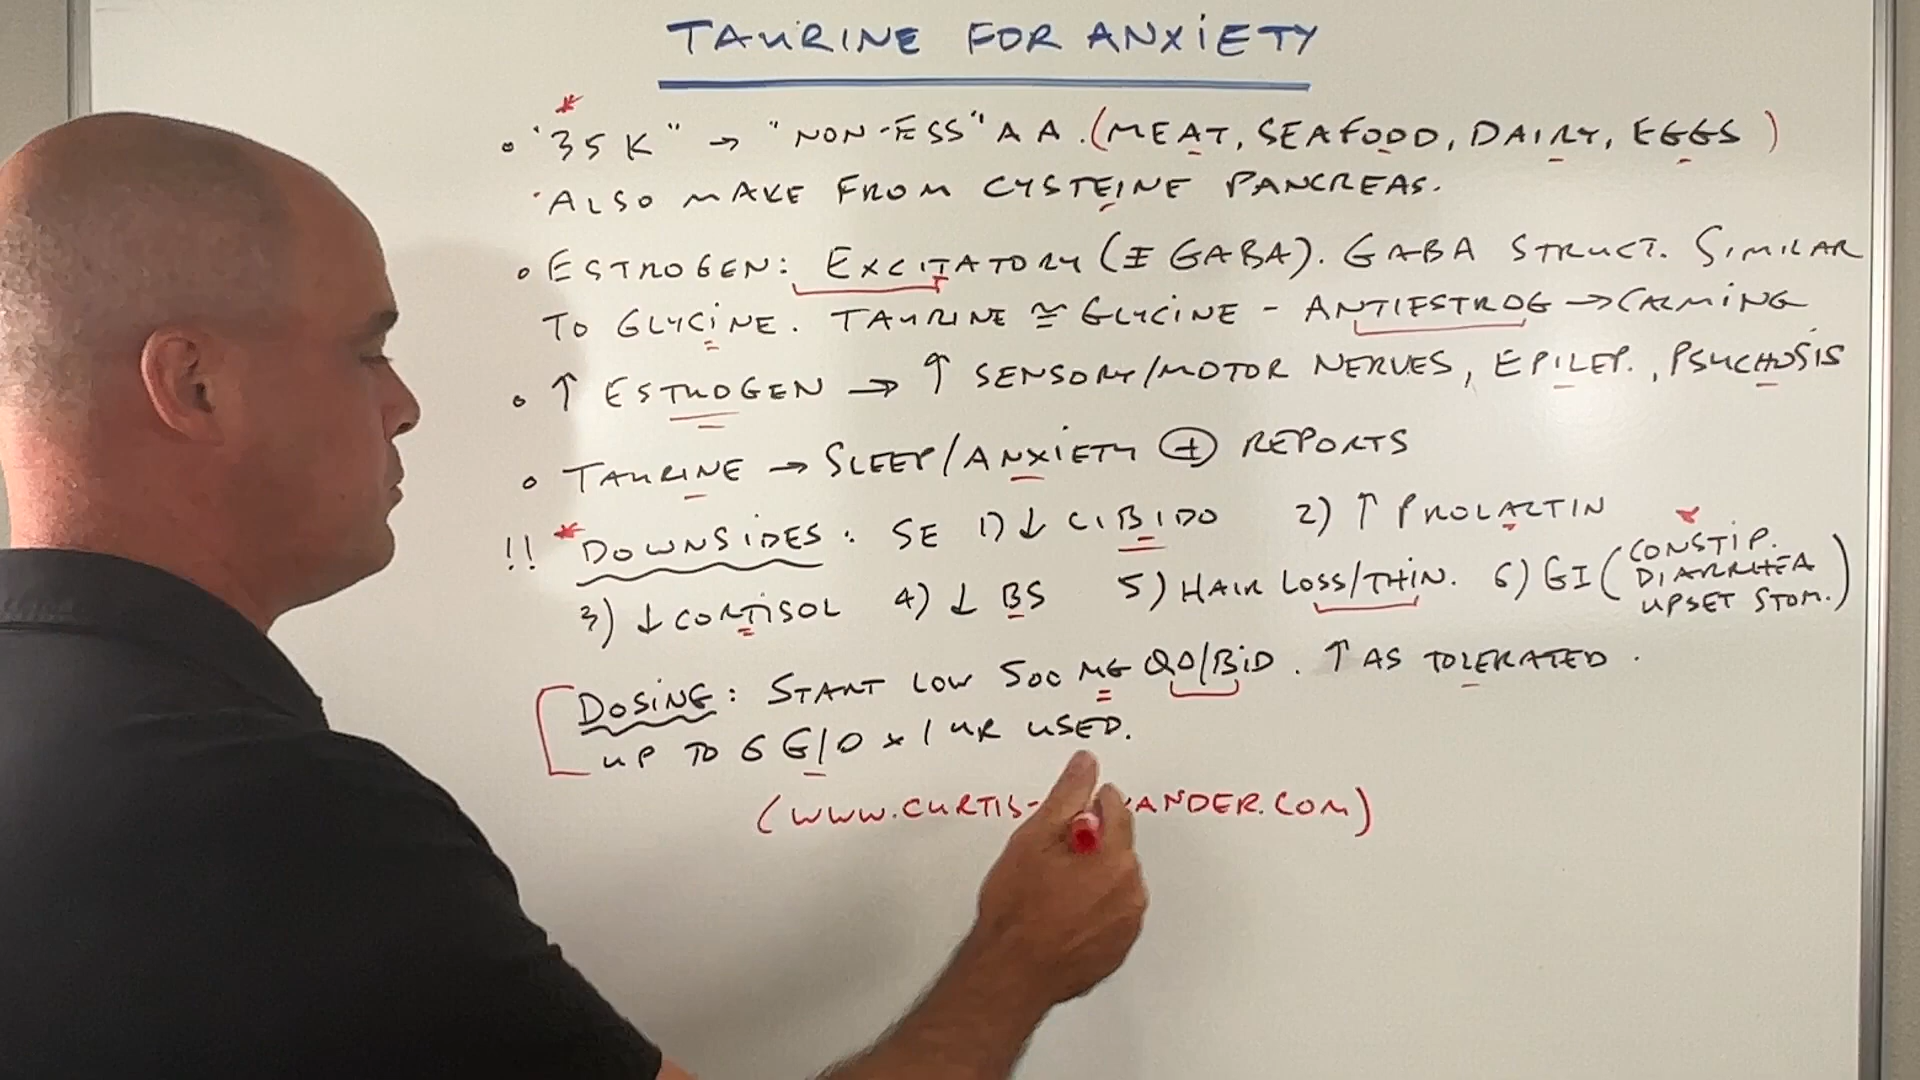 TAURINE FOR ANXIETY
* "35K" → "NON-ESS" A A. (MEAT, SEAFOOD, DAIRY, EGGS)
ALSO MAKE FROM CYSTEINE PANCREAS.
ESTROGEN: EXCITATORY (I GABA). GABA STRUCT. SIMILAR
TO GLYCINE. TAURINE ≅ GLYCINE - ANTIESTROG → CALMING
↑ ESTROGEN → ↑ SENSORY/MOTOR NERVES, EPILEP., PSYCHOSIS
TAURINE → SLEEP/ANXIETY ⊕ REPORTS
!! * DOWNSIDES: SE 1) ↓ LIBIDO 2) ↑ PROLACTIN
3) ↓ CORTISOL 4) ↓ BS 5) HAIR LOSS/THIN. 6) GI (CONSTIP. DIARRHEA UPSET STOM.)
DOSING: START LOW 500 MG QD/BID. ↑ AS TOLERATED.
UP TO 6 G/D × 1 YR USED.
(WWW.CURTIS- ANDER.COM)